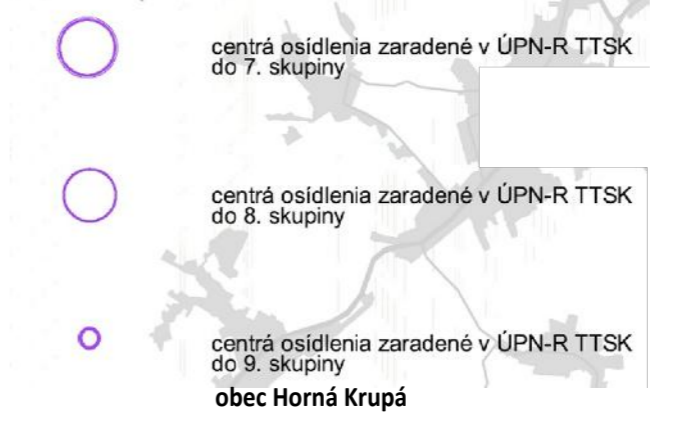 centrá osídlenia zaradené v ÚPN-R TTSK
do 7. skupiny
centrá osídlenia zaradené v ÚPN-R TTSK
do 8. skupiny
centrá osídlenia zaradené v ÚPN-R TTSK
do 9. skupiny
obec Horná Krupá